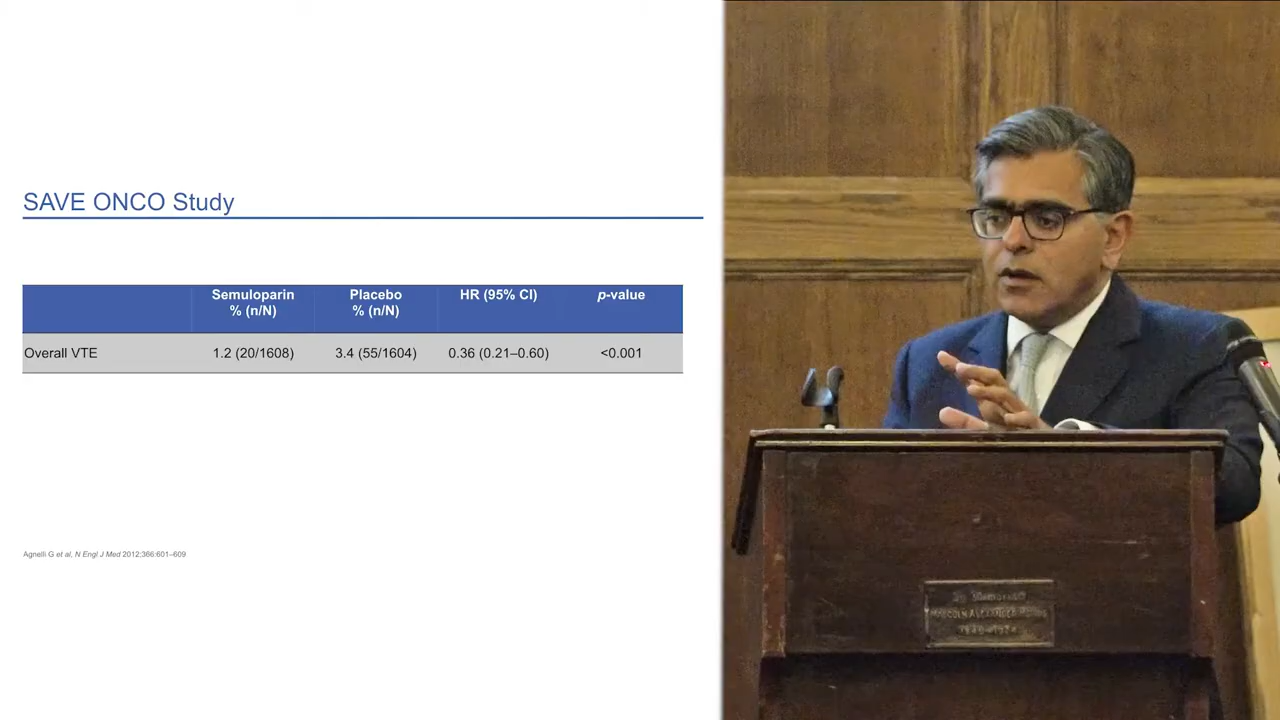 SAVE ONCO Study
Semuloparin % (n/N) Placebo % (n/N) HR (95% CI) p-value
Overall VTE 1.2 (20/1608) 3.4 (55/1604) 0.36 (0.21–0.60) <0.001
Agnelli G et al, N Engl J Med 2012;366:601–609